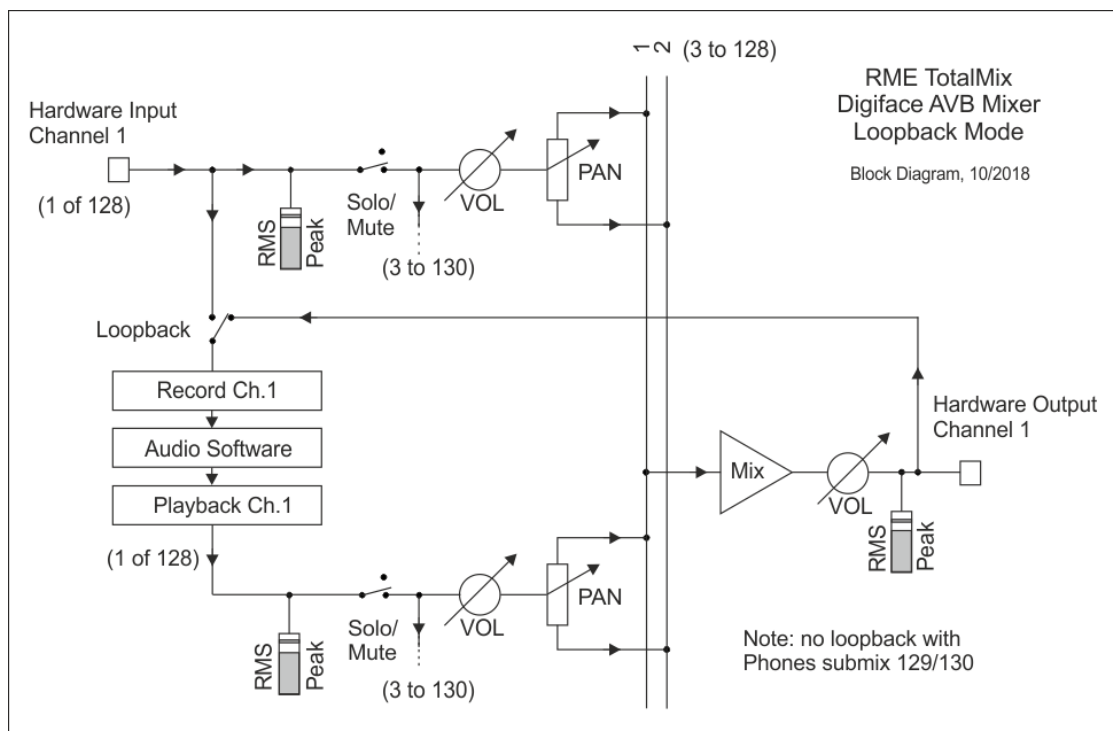 1
2
(3 to 128)
RME TotalMix
Digiface AVB Mixer
Loopback Mode
Block Diagram, 10/2018
Hardware Input
Channel 1
(1 of 128)
RMS
Peak
Solo/
Mute
(3 to 130)
VOL
PAN
Loopback
Record Ch.1
Audio Software
Playback Ch.1
(1 of 128)
Hardware Output
Channel 1
Mix
VOL
RMS
Peak
RMS
Peak
Solo/
Mute
(3 to 130)
VOL
PAN
Note: no loopback with
Phones submix 129/130